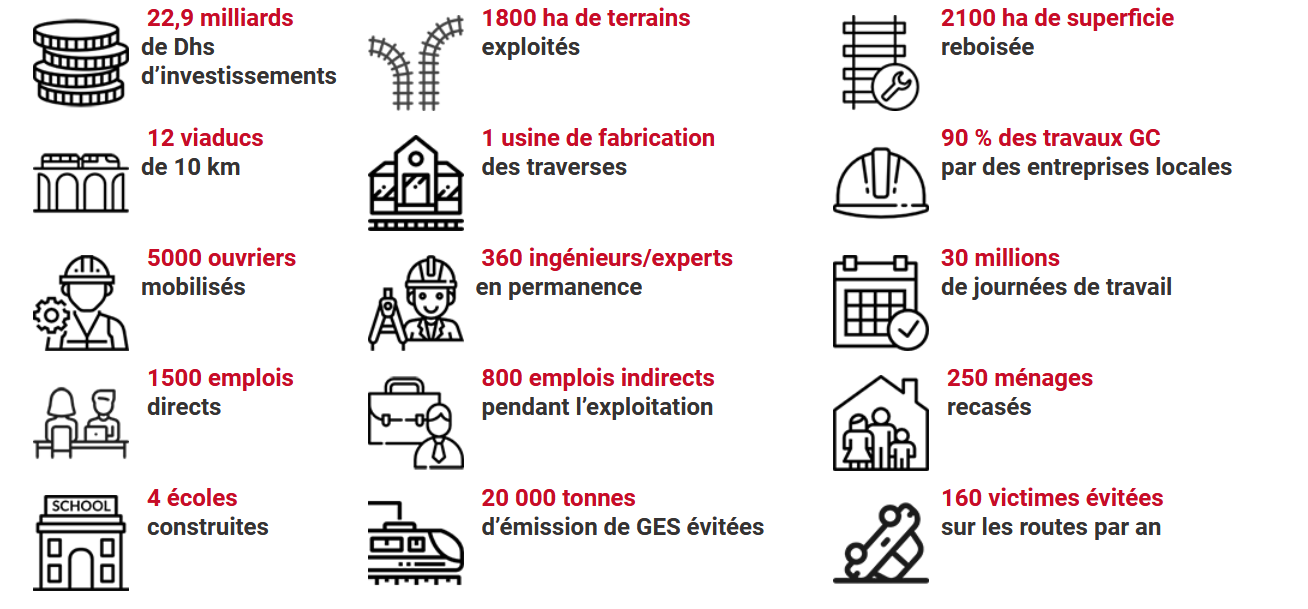 22,9 milliards
de Dhs
d’investissements
1800 ha de terrains
exploités
2100 ha de superficie
reboisée
12 viaducs
de 10 km
1 usine de fabrication
des traverses
90 % des travaux GC
par des entreprises locales
5000 ouvriers
mobilisés
360 ingénieurs/experts
en permanence
30 millions
de journées de travail
1500 emplois
directs
800 emplois indirects
pendant l’exploitation
250 ménages
recasés
SCHOOL
4 écoles
construites
20 000 tonnes
d’émission de GES évitées
160 victimes évitées
sur les routes par an